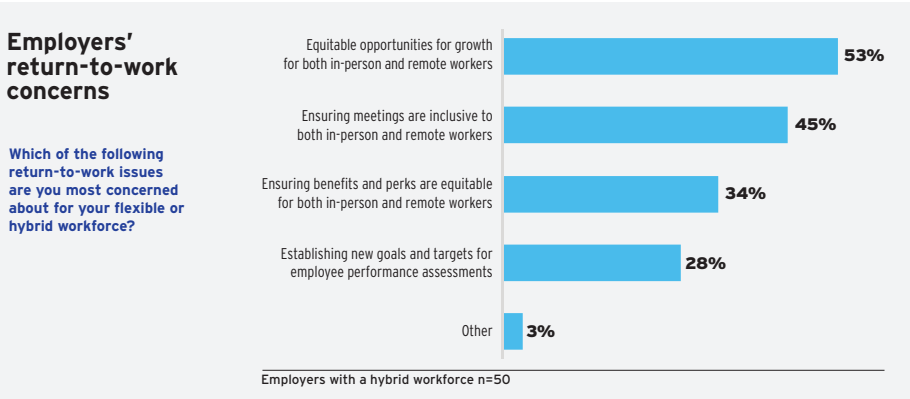 Employers’
return-to-work
concerns
Which of the following
return-to-work issues
are you most concerned
about for your flexible or
hybrid workforce?
Equitable opportunities for growth
for both in-person and remote workers
53%
Ensuring meetings are inclusive to
both in-person and remote workers
45%
Ensuring benefits and perks are equitable
for both in-person and remote workers
34%
Establishing new goals and targets for
employee performance assessments
28%
Other
3%
Employers with a hybrid workforce n=50